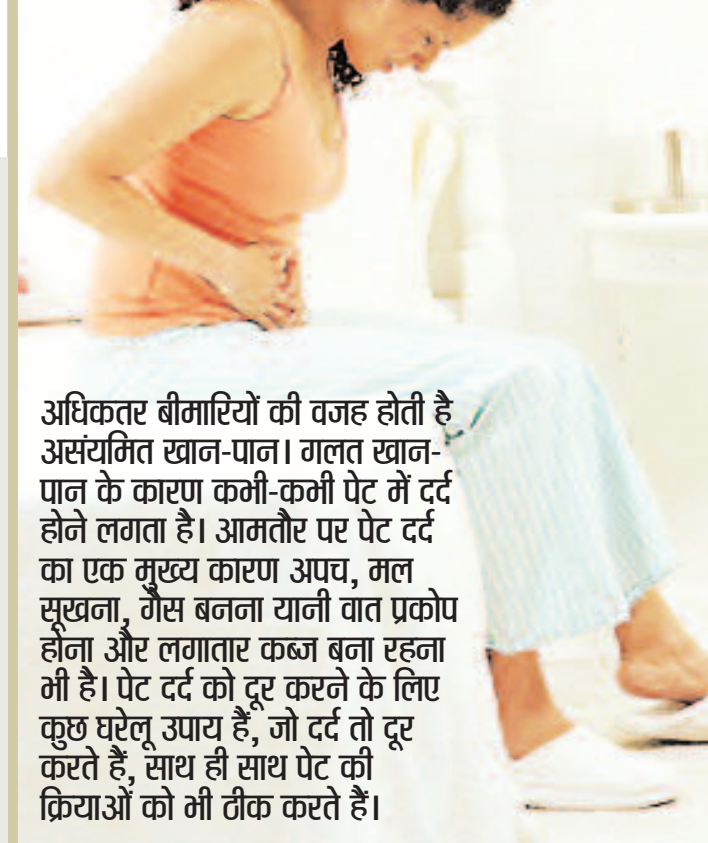 अधिकतर बीमारियों की वजह होती है
असंयमित खान-पान। गलत खान-
पान के कारण कभी-कभी पेट में दर्द
होने लगता है। आमतौर पर पेट दर्द
का एक मुख्य कारण अपच, मल
सूखना, गैस बनना यानी वात प्रकोप
होना और लगातार कब्ज बना रहना
भी है। पेट दर्द को दूर करने के लिए
कुछ घरेलू उपाय हैं, जो दर्द तो दूर
करते हैं, साथ ही साथ पेट की
क्रियाओं को भी ठीक करते हैं।